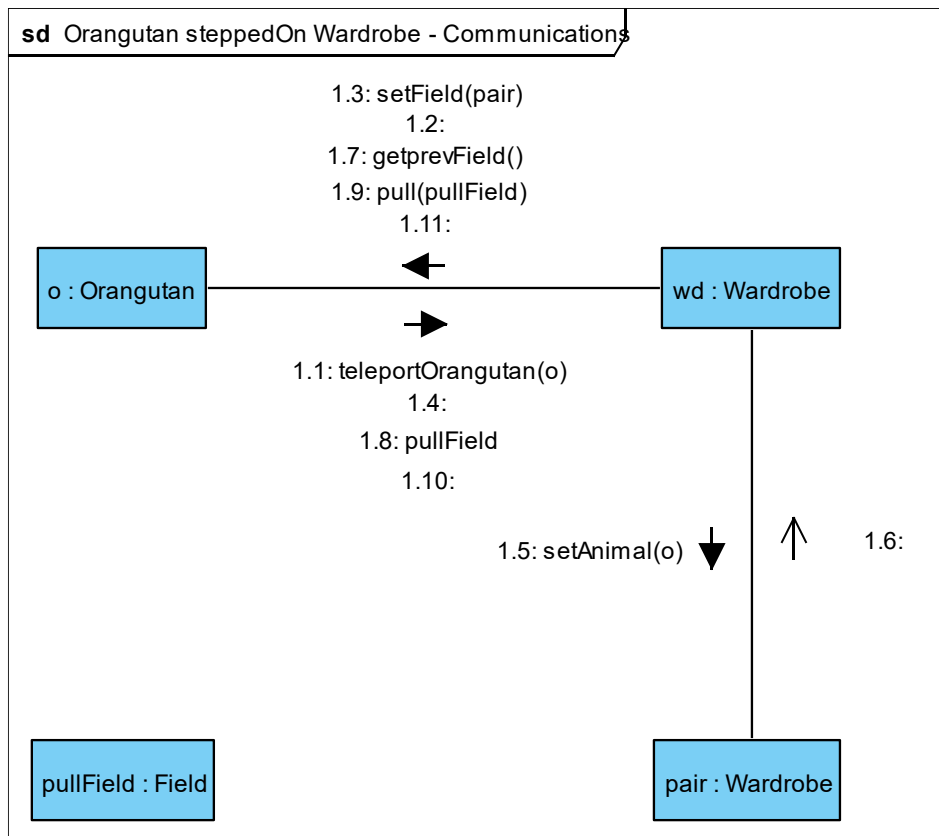 sd Orangutan steppedOn Wardrobe - Communications
1.3: setField(pair)
1.2:
1.7: getprevField()
1.9: pull(pullField)
1.11:
o : Orangutan
wd : Wardrobe
1.1: teleportOrangutan(o)
1.4:
1.8: pullField
1.10:
1.5: setAnimal(o)
1.6:
pullField : Field
pair : Wardrobe